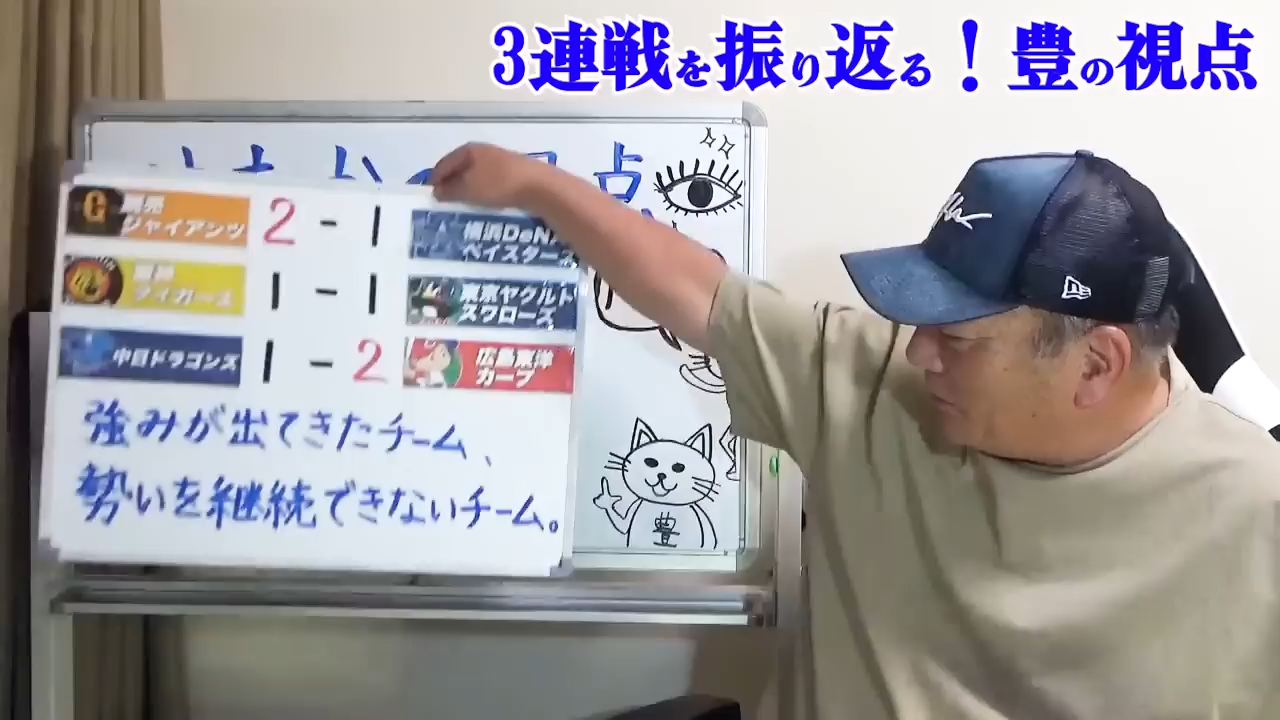 3連戦を振り返る！豊の視点
点
G 読売
ジャイアンツ 2 - 1 横浜DeNA
ベイスターズ
阪神
タイガース 1 - 1 東京ヤクルト
スワローズ
中日ドラゴンズ 1 - 2 広島東洋
カープ
強みが出てきたチーム、
勢いを継続できないチーム。
豊